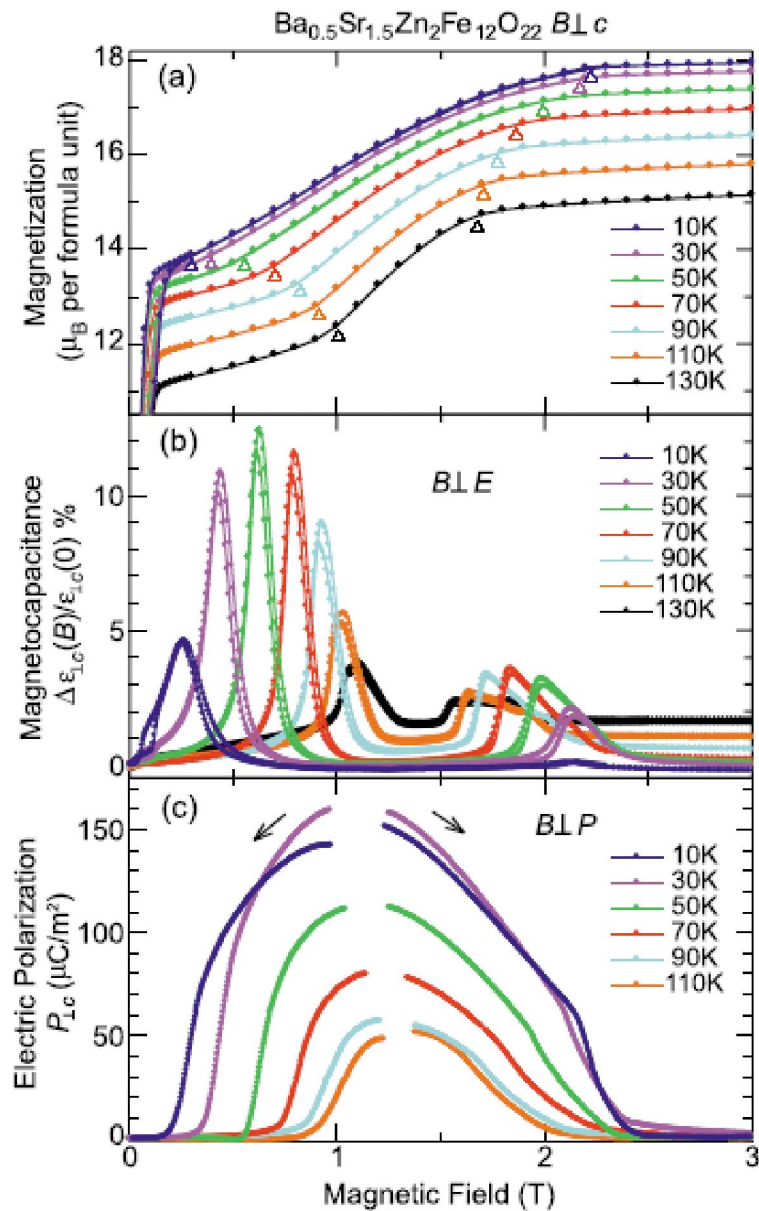 Ba0.5Sr1.5Zn2Fe12O22 B⊥c
(a)
18
16
14
12
Magnetization
(μB per formula unit)
10K
30K
50K
70K
90K
110K
130K
(b)
B⊥E
10
5
0
Magnetocapacitance
Δε⊥c(B)/ε⊥c(0) %
10K
30K
50K
70K
90K
110K
130K
(c)
B⊥P
150
100
50
0
Electric Polarization
P⊥c (μC/m²)
10K
30K
50K
70K
90K
110K
0 1 2 3
Magnetic Field (T)